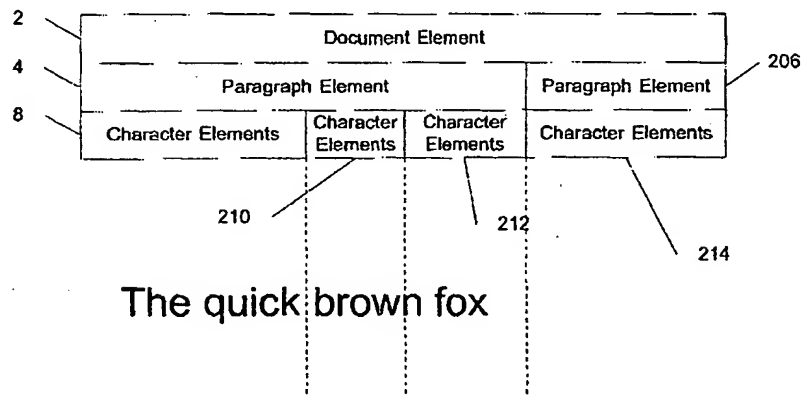 2
Document Element
4
Paragraph Element
Paragraph Element
206
8
Character Elements
Character Elements
Character Elements
Character Elements
210
212
214
The quick brown fox